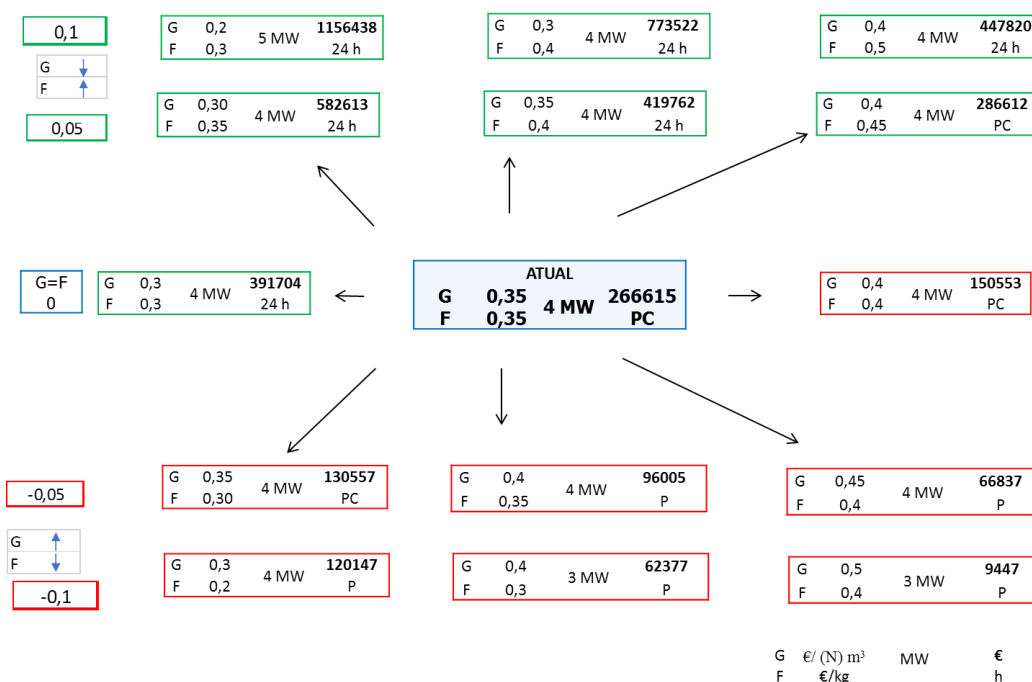 0,1
G 0,2 5 MW 1156438
F 0,3 24 h
G 0,3 4 MW 773522
F 0,4 24 h
G 0,4 4 MW 447820
F 0,5 24 h
G
F
0,05
G 0,30 4 MW 582613
F 0,35 24 h
G 0,35 4 MW 419762
F 0,4 24 h
G 0,4 4 MW 286612
F 0,45 PC
G=F
0
G 0,3 4 MW 391704
F 0,3 24 h
ATUAL
G 0,35 4 MW 266615
F 0,35 PC
G 0,4 4 MW 150553
F 0,4 PC
-0,05
G 0,35 4 MW 130557
F 0,30 PC
G 0,4 4 MW 96005
F 0,35 P
G 0,45 4 MW 66837
F 0,4 P
G
F
-0,1
G 0,3 4 MW 120147
F 0,2 P
G 0,4 3 MW 62377
F 0,3 P
G 0,5 3 MW 9447
F 0,4 P
G €/ (N) m³ MW €
F €/kg h